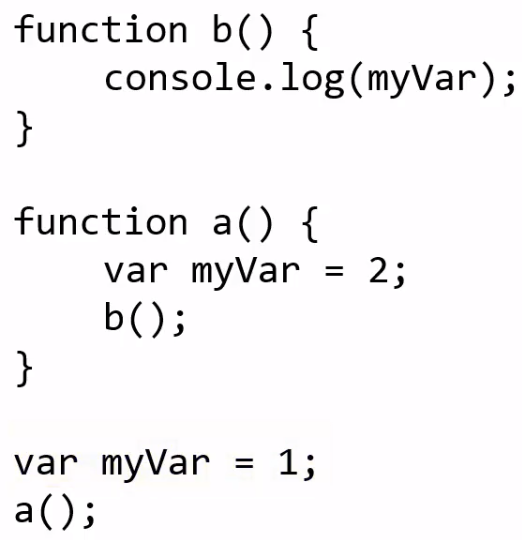 function b() {
    console.log(myVar);
}

function a() {
    var myVar = 2;
    b();
}

var myVar = 1;
a();